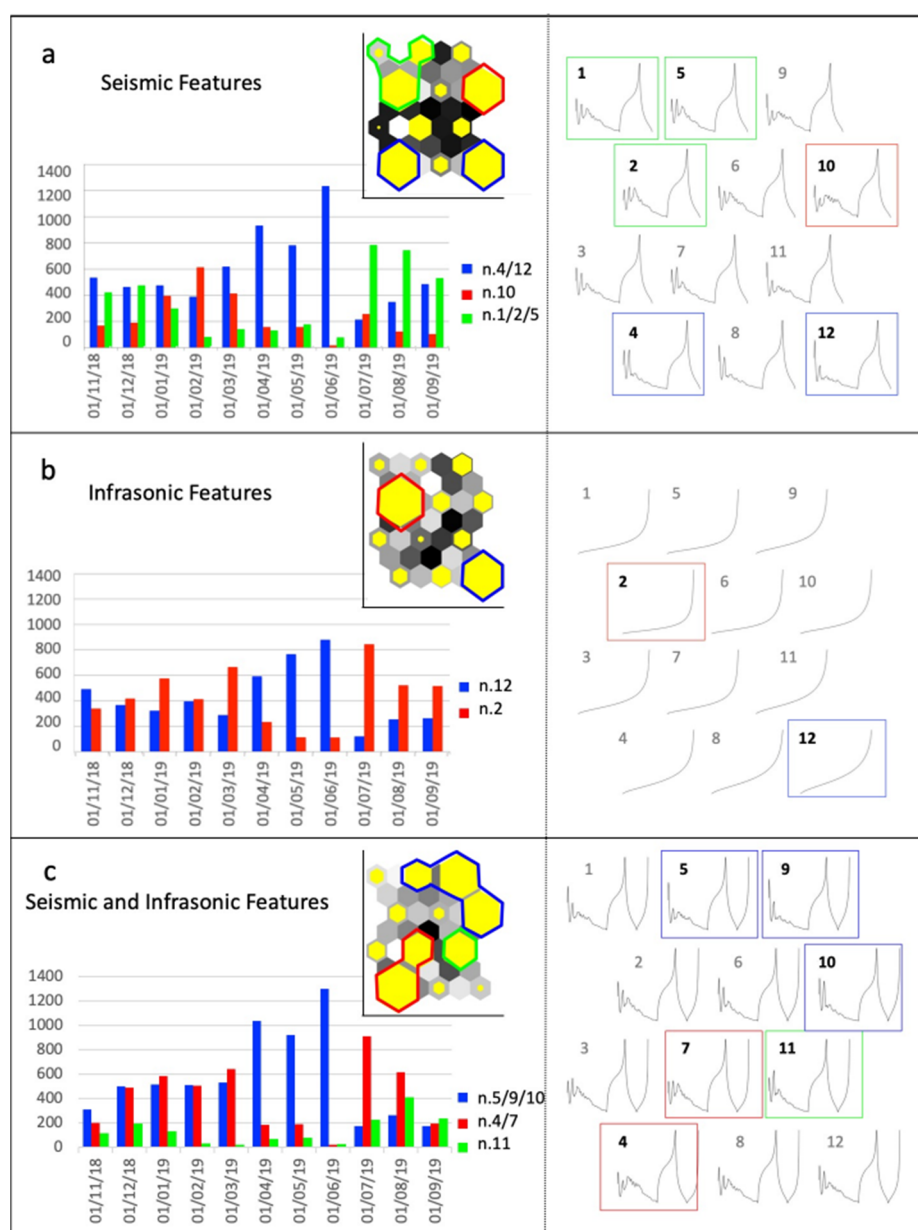 a
Seismic Features
1400
1200
1000
800
600
400
200
0
01/11/18
01/12/18
01/01/19
01/02/19
01/03/19
01/04/19
01/05/19
01/06/19
01/07/19
01/08/19
01/09/19
n.4/12
n.10
n.1/2/5
1 5 9
2 6 10
3 7 11
4 8 12
b
Infrasonic Features
1400
1200
1000
800
600
400
200
0
01/11/18
01/12/18
01/01/19
01/02/19
01/03/19
01/04/19
01/05/19
01/06/19
01/07/19
01/08/19
01/09/19
n.12
n.2
1 5 9
2 6 10
3 7 11
4 8 12
c
Seismic and Infrasonic Features
1400
1200
1000
800
600
400
200
0
01/11/18
01/12/18
01/01/19
01/02/19
01/03/19
01/04/19
01/05/19
01/06/19
01/07/19
01/08/19
01/09/19
n.5/9/10
n.4/7
n.11
1 5 9
2 6 10
3 7 11
4 8 12